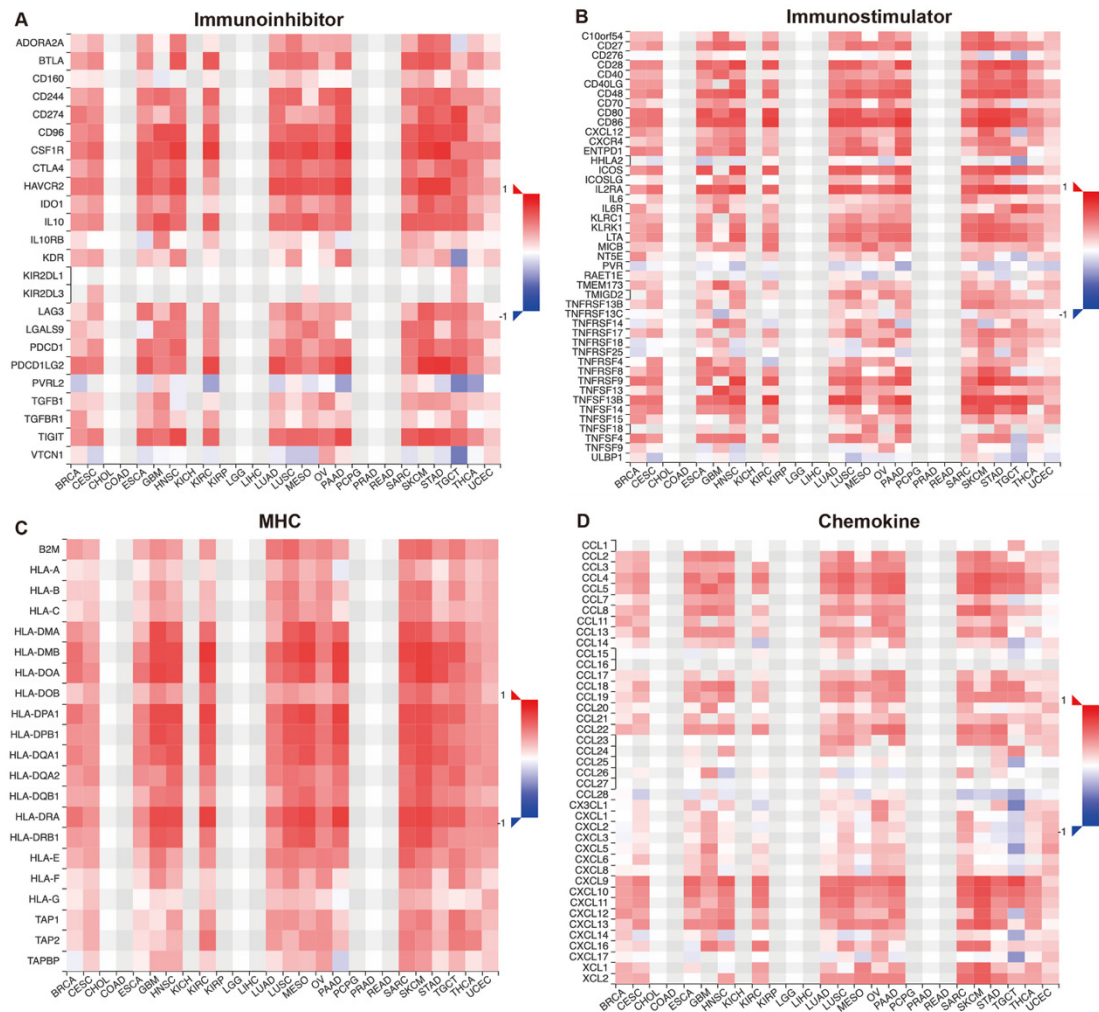 A
Immunoinhibitor
ADORA2A
BTLA
CD160
CD244
CD274
CD96
CSF1R
CTLA4
HAVCR2
IDO1
IL10
IL10RB
KDR
KIR2DL1
KIR2DL3
LAG3
LGALS9
PDCD1
PDCD1LG2
PVRL2
TGFB1
TGFBR1
TIGIT
VTCN1
BRCA CESC CHOL COAD ESCA GBM HNSC KICH KIRC KIRP LGG LIHC LUAD LUSC MESO OV PAAD PCPG PRAD READ SARC SKCM STAD TGCT THCA UCEC
1
-1
B
Immunostimulator
C10orf54
CD27
CD276
CD28
CD40
CD40LG
CD48
CD70
CD80
CD86
CXCL12
CXCR4
ENTPD1
HHLA2
ICOS
ICOSLG
IL2RA
IL6
IL6R
KLRC1
KLRK1
LTA
MICB
NT5E
PVR
RAET1E
TMEM173
TMIGD2
TNFRSF13B
TNFRSF13C
TNFRSF14
TNFRSF17
TNFRSF18
TNFRSF25
TNFRSF4
TNFRSF8
TNFRSF9
TNFSF13
TNFSF13B
TNFSF14
TNFSF15
TNFSF18
TNFSF4
TNFSF9
ULBP1
BRCA CESC CHOL COAD ESCA GBM HNSC KICH KIRC KIRP LGG LIHC LUAD LUSC MESO OV PAAD PCPG PRAD READ SARC SKCM STAD TGCT THCA UCEC
1
-1
C
MHC
B2M
HLA-A
HLA-B
HLA-C
HLA-DMA
HLA-DMB
HLA-DOA
HLA-DOB
HLA-DPA1
HLA-DPB1
HLA-DQA1
HLA-DQA2
HLA-DQB1
HLA-DRA
HLA-DRB1
HLA-E
HLA-F
HLA-G
TAP1
TAP2
TAPBP
BRCA CESC CHOL COAD ESCA GBM HNSC KICH KIRC KIRP LGG LIHC LUAD LUSC MESO OV PAAD PCPG PRAD READ SARC SKCM STAD TGCT THCA UCEC
1
-1
D
Chemokine
CCL1
CCL2
CCL3
CCL4
CCL5
CCL7
CCL8
CCL11
CCL13
CCL14
CCL15
CCL16
CCL17
CCL18
CCL19
CCL20
CCL21
CCL22
CCL23
CCL24
CCL25
CCL26
CCL27
CCL28
CX3CL1
CXCL1
CXCL2
CXCL3
CXCL5
CXCL6
CXCL8
CXCL9
CXCL10
CXCL11
CXCL12
CXCL13
CXCL14
CXCL16
CXCL17
XCL1
XCL2
BRCA CESC CHOL COAD ESCA GBM HNSC KICH KIRC KIRP LGG LIHC LUAD LUSC MESO OV PAAD PCPG PRAD READ SARC SKCM STAD TGCT THCA UCEC
1
-1